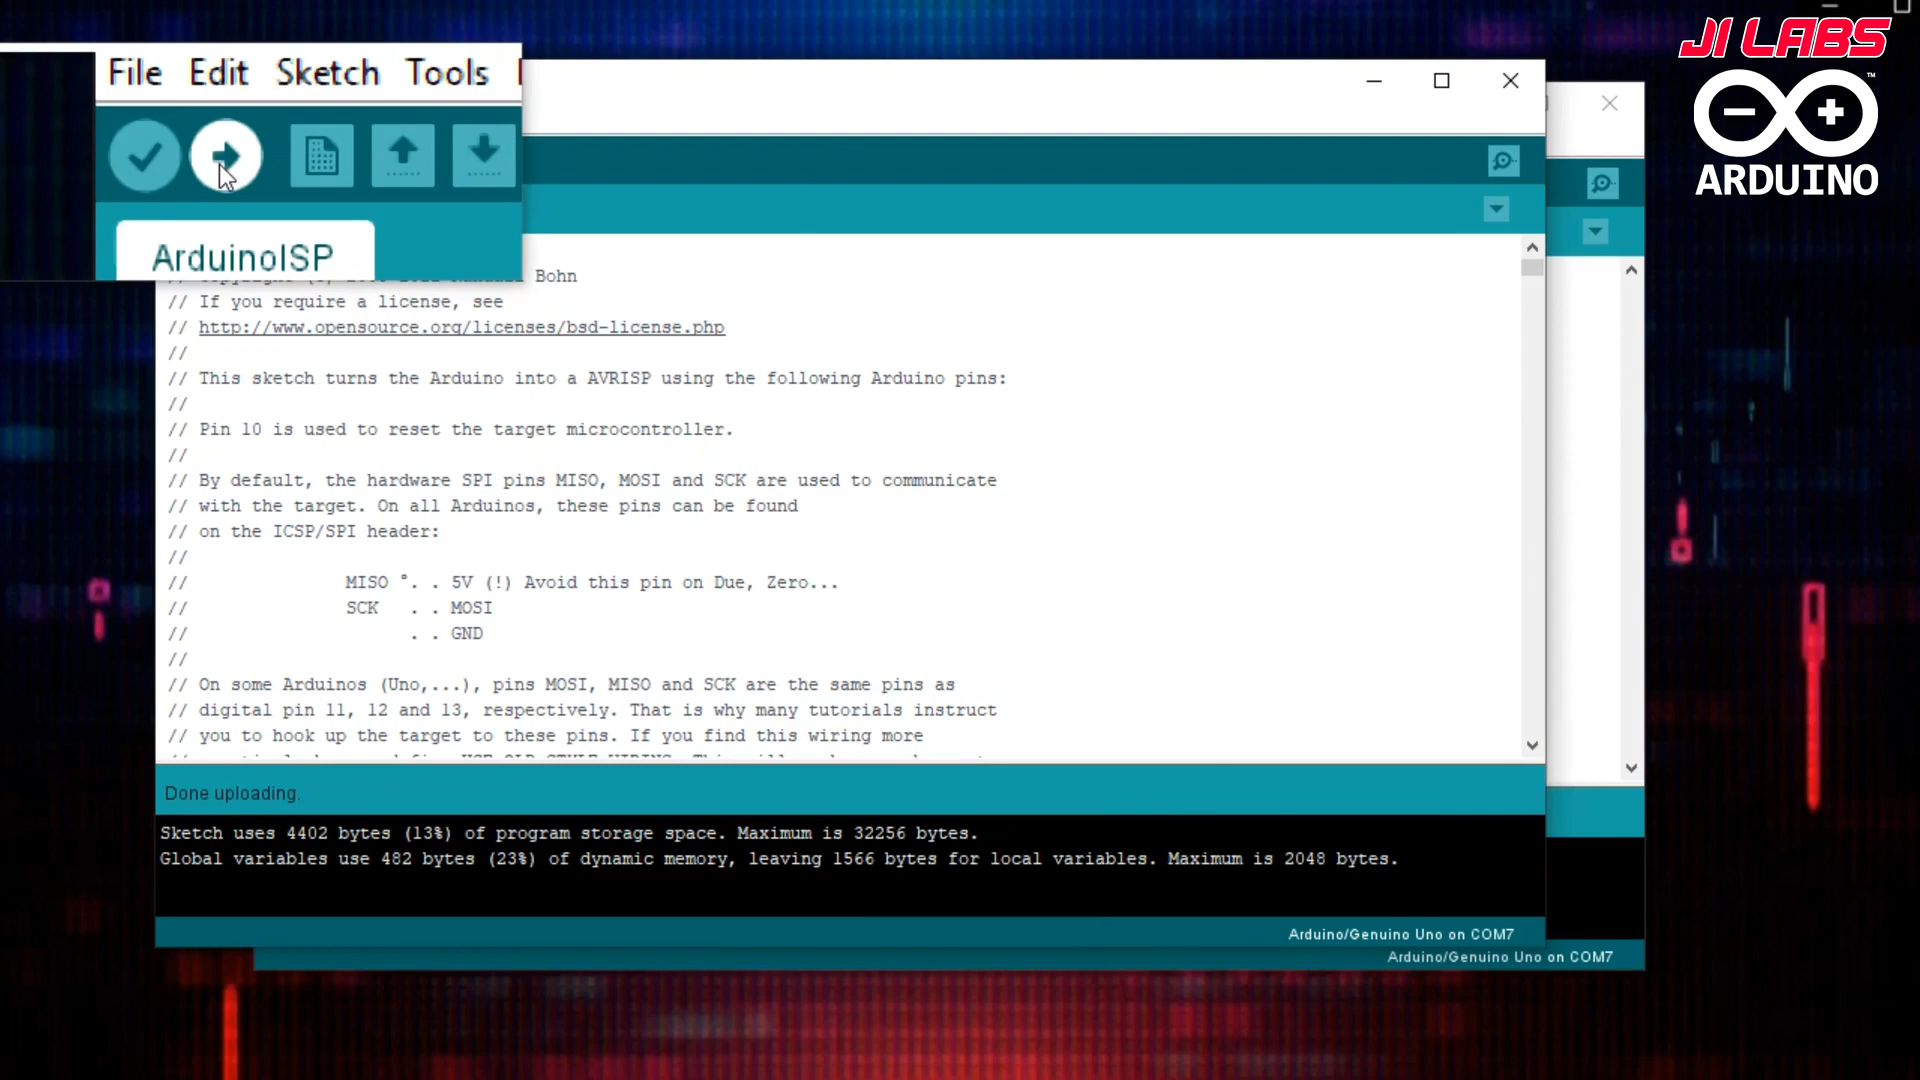 JI LABS
ARDUINO
TM
File Edit Sketch Tools
ArduinoISP
Bohn
// If you require a license, see
// http://www.opensource.org/licenses/bsd-license.php
//
// This sketch turns the Arduino into a AVRISP using the following Arduino pins:
//
// Pin 10 is used to reset the target microcontroller.
//
// By default, the hardware SPI pins MISO, MOSI and SCK are used to communicate
// with the target. On all Arduinos, these pins can be found
// on the ICSP/SPI header:
//
// MISO °. . 5V (!) Avoid this pin on Due, Zero...
// SCK . . MOSI
// . . GND
//
// On some Arduinos (Uno,...), pins MOSI, MISO and SCK are the same pins as
// digital pin 11, 12 and 13, respectively. That is why many tutorials instruct
// you to hook up the target to these pins. If you find this wiring more
Done uploading.
Sketch uses 4402 bytes (13%) of program storage space. Maximum is 32256 bytes.
Global variables use 482 bytes (23%) of dynamic memory, leaving 1566 bytes for local variables. Maximum is 2048 bytes.
Arduino/Genuino Uno on COM7
Arduino/Genuino Uno on COM7